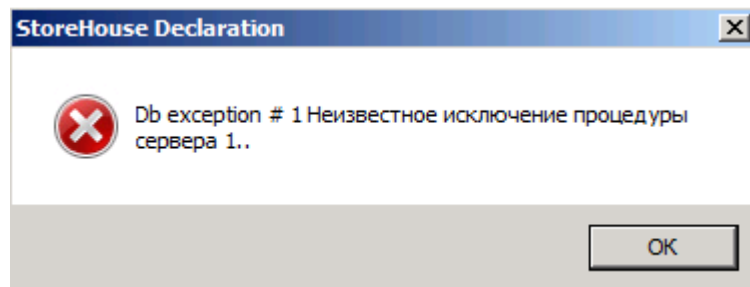 StoreHouse Declaration
Db exception # 1 Неизвестное исключение процедуры
сервера 1..
OK